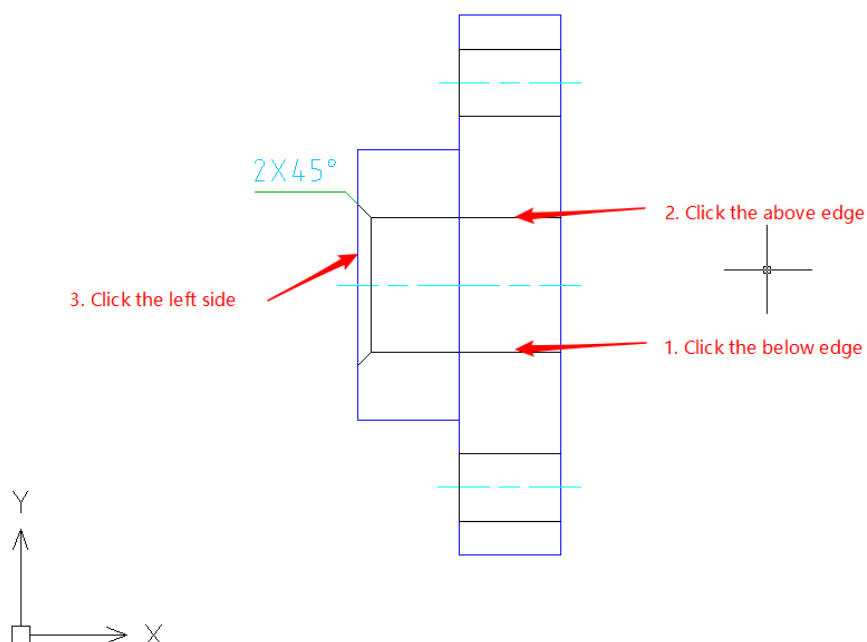 2X45°
2. Click the above edge
3. Click the left side
1. Click the below edge
Y
X